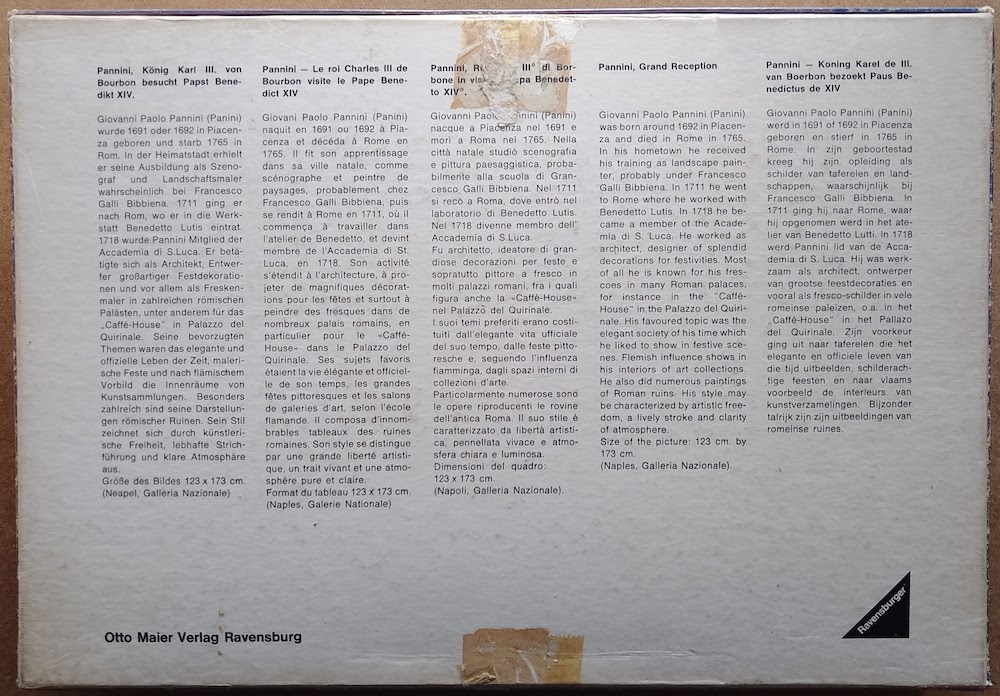 Pannini, König Karl III. von
Bourbon besucht Papst Bene-
dikt XIV.
Giovanni Paolo Pannini (Panini)
wurde 1691 oder 1692 in Piacen-
za geboren und starb 1765 in
Rom. In der Heimatstadt erhielt
er seine Ausbildung als Szeno-
graf und Landschaftsmaler
wahrscheinlich bei Francesco
Galli Bibbiena. 1711 ging er
nach Rom, wo er in die Werk-
statt Benedetto Lutis eintrat.
1718 wurde Pannini Mitglied der
Accademia di S.Luca. Er betä-
tigte sich als Architekt, Entwer-
fer großartiger Festdekoratio-
nen und vor allem als Fresken-
maler in zahlreichen römischen
Palästen, unter anderem für das
„Caffè-House" in Palazzo del
Quirinale. Seine bevorzugten
Themen waren das elegante und
offizielle Leben der Zeit, maleri-
sche Feste und nach flämischem
Vorbild die Innenräume von
Kunstsammlungen. Besonders
zahlreich sind seine Darstellun-
gen römischer Ruinen. Sein Stil
zeichnet sich durch künstleri-
sche Freiheit, lebhafte Strich-
führung und klare Atmosphäre
aus.
Größe des Bildes 123 x 173 cm.
(Neapel, Galleria Nazionale)
Pannini – Le roi Charles III de
Bourbon visite le Pape Bene-
dict XIV
Giovani Paolo Pannini (Panini)
naquit en 1691 ou 1692 à Pia-
cenza et décéda à Rome en
1765. Il fit son apprentissage
dans sa ville natale, comme
scénographe et peintre de
paysages, probablement chez
Francesco Galli Bibbiena, puis
se rendit à Rome en 1711, où il
commença à travailler dans
l'atelier de Benedetto, et devint
membre de l'Accademia di St.
Luca, en 1718. Son activité
s'étendit à l'architecture, à pro-
jeter de magnifiques décorat-
ions pour les fêtes et surtout à
peindre des fresques dans de
nombreux palais romains, en
particulier pour le «Caffè-
House» dans le Palazzo del
Quirinale. Ses sujets favoris
étaient la vie élégante et officiel-
le de son temps, les grandes
fêtes pittoresques et les salons
de galeries d'art, selon l'école
flamande. Il composa d'innom-
brables tableaux des ruines
romaines. Son style se distingue
par une grande liberté artisti-
que, un trait vivant et une atmo-
sphère pure et claire.
Format du tableau 123 x 173 cm.
(Naples, Galerie Nationale)
Pannini, III° di Bor-
bone in Benedet-
to XIV°.
Giovanni Paolo Pannini (Panini)
nacque a Piacenza nel 1691 e
mori a Roma nel 1765. Nella
città natale studiò scenografia
e pittura paesaggistica, proba-
bilmente alla scuola di Gran-
cesco Galli Bibbiena. Nel 1711
si recò a Roma, dove entrò nel
laboratorio di Benedetto Lutis.
Nel 1718 divenne membro dell'
Accademia di S.Luca.
Fu architetto, ideatore di gran-
diose decorazioni per feste e
sopratutto pittore a fresco in
molti palazzi romani, fra i quali
figura anche la «Caffè-House»
nel Palazzo del Quirinale.
I suoi temi preferiti erano costi-
tuiti dall'elegante vita ufficiale
del suo tempo, dalle feste pitto-
resche e, seguendo l'influenza
fiamminga, dagli spazi interni di
collezioni d'arte.
Particolarmente numerose sono
le opere riproducenti le rovine
dell'antica Roma. Il suo stile è
caratterizzato da libertà artisti-
ca, pennellata vivace e atmo-
sfera chiara e luminosa.
Dimensioni del quadro:
123 x 173 cm.
(Napoli, Galleria Nazionale).
Pannini, Grand Reception
Giovanni Paolo Pannini (Panini)
was born around 1692 in Piacen-
za and died in Rome in 1765.
In his hometown he received
his training as landscape pain-
ter, probably under Francesco
Galli Bibbiena. In 1711 he went
to Rome where he worked with
Benedetto Lutis. In 1718 he be-
came a member of the Acade-
mia di S. Luca. He worked as
architect, designer of splendid
decorations for festivities. Most
of all he is known for his fres-
coes in many Roman palaces,
for instance in the "Caffé-
House" in the Palazzo del Quiri-
nale. His favoured topic was the
elegant society of his time which
he liked to show in festive sce-
nes. Flemish influence shows in
his interiors of art collections.
He also did numerous paintings
of Roman ruins. His style may
be characterized by artistic free-
dom, a lively stroke and clarity
of atmosphere.
Size of the picture: 123 cm. by
173 cm.
(Naples, Galleria Nazionale).
Pannini – Koning Karel de III.
van Boerbon bezoekt Paus Be-
nedictus de XIV
Giovanni Paolo Pannini (Panini)
werd in 1691 of 1692 in Piacenza
geboren en stierf in 1765 in
Rome. In zijn geboortestad
kreeg hij zijn opleiding als
schilder van taferelen en land-
schappen, waarschijnlijk bij
Francesco Galli Bibbiena. In
1711 ging hij naar Rome, waar
hij opgenomen werd in het ate-
lier van Benedetto Lutti. In 1718
werd Pannini lid van de Acca-
demia di S. Luca. Hij was werk-
zaam als architect, ontwerper
van grootse feestdecoraties en
vooral als fresco-schilder in vele
romeinse paleizen, o.a. in het
„Caffè-House" in het Pallazo
del Quirinale. Zijn voorkeur
ging uit naar taferelen die het
elegante en officiele leven van
die tijd uitbeelden, schilderach-
tige feesten en naar vlaams
voorbeeld de interieurs van
kunstverzamelingen. Bijzonder
talrijk zijn zijn uitbeeldingen van
romeinse ruines.
Otto Maier Verlag Ravensburg
Ravensburger